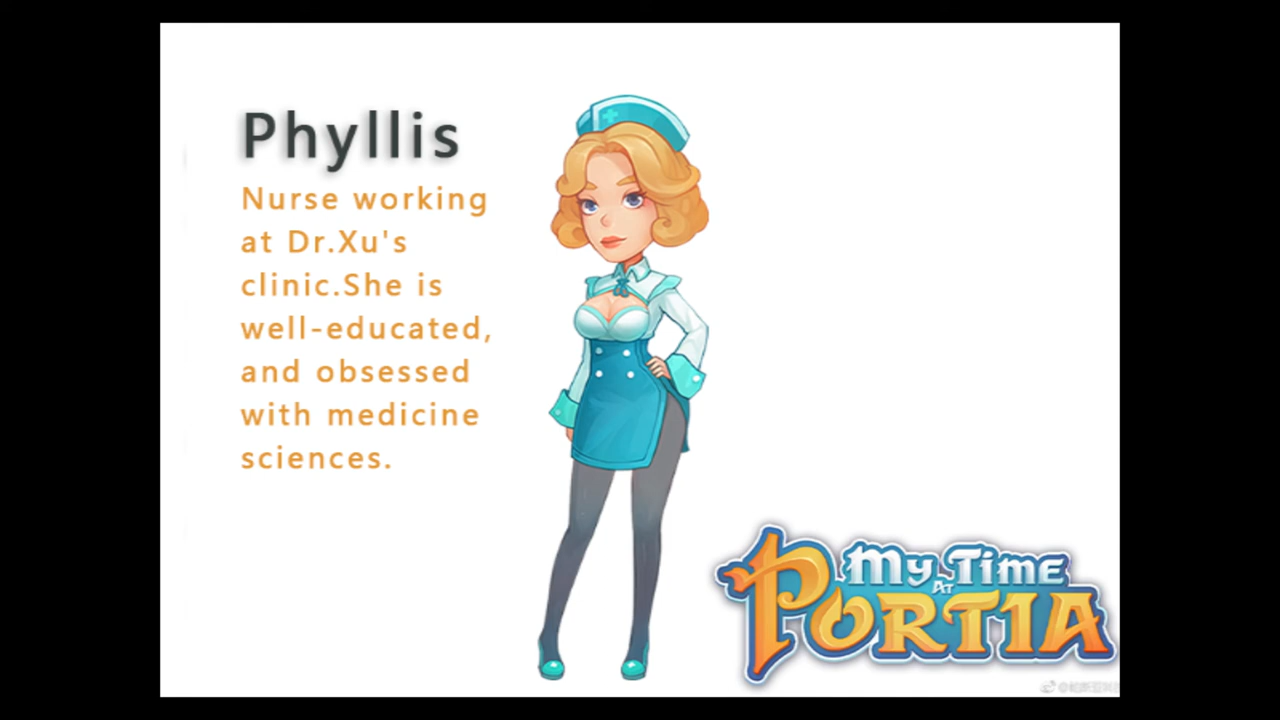 Phyllis
Nurse working
at Dr.Xu's
clinic.She is
well-educated,
and obsessed
with medicine
sciences.
My Time
AT
PORTIA